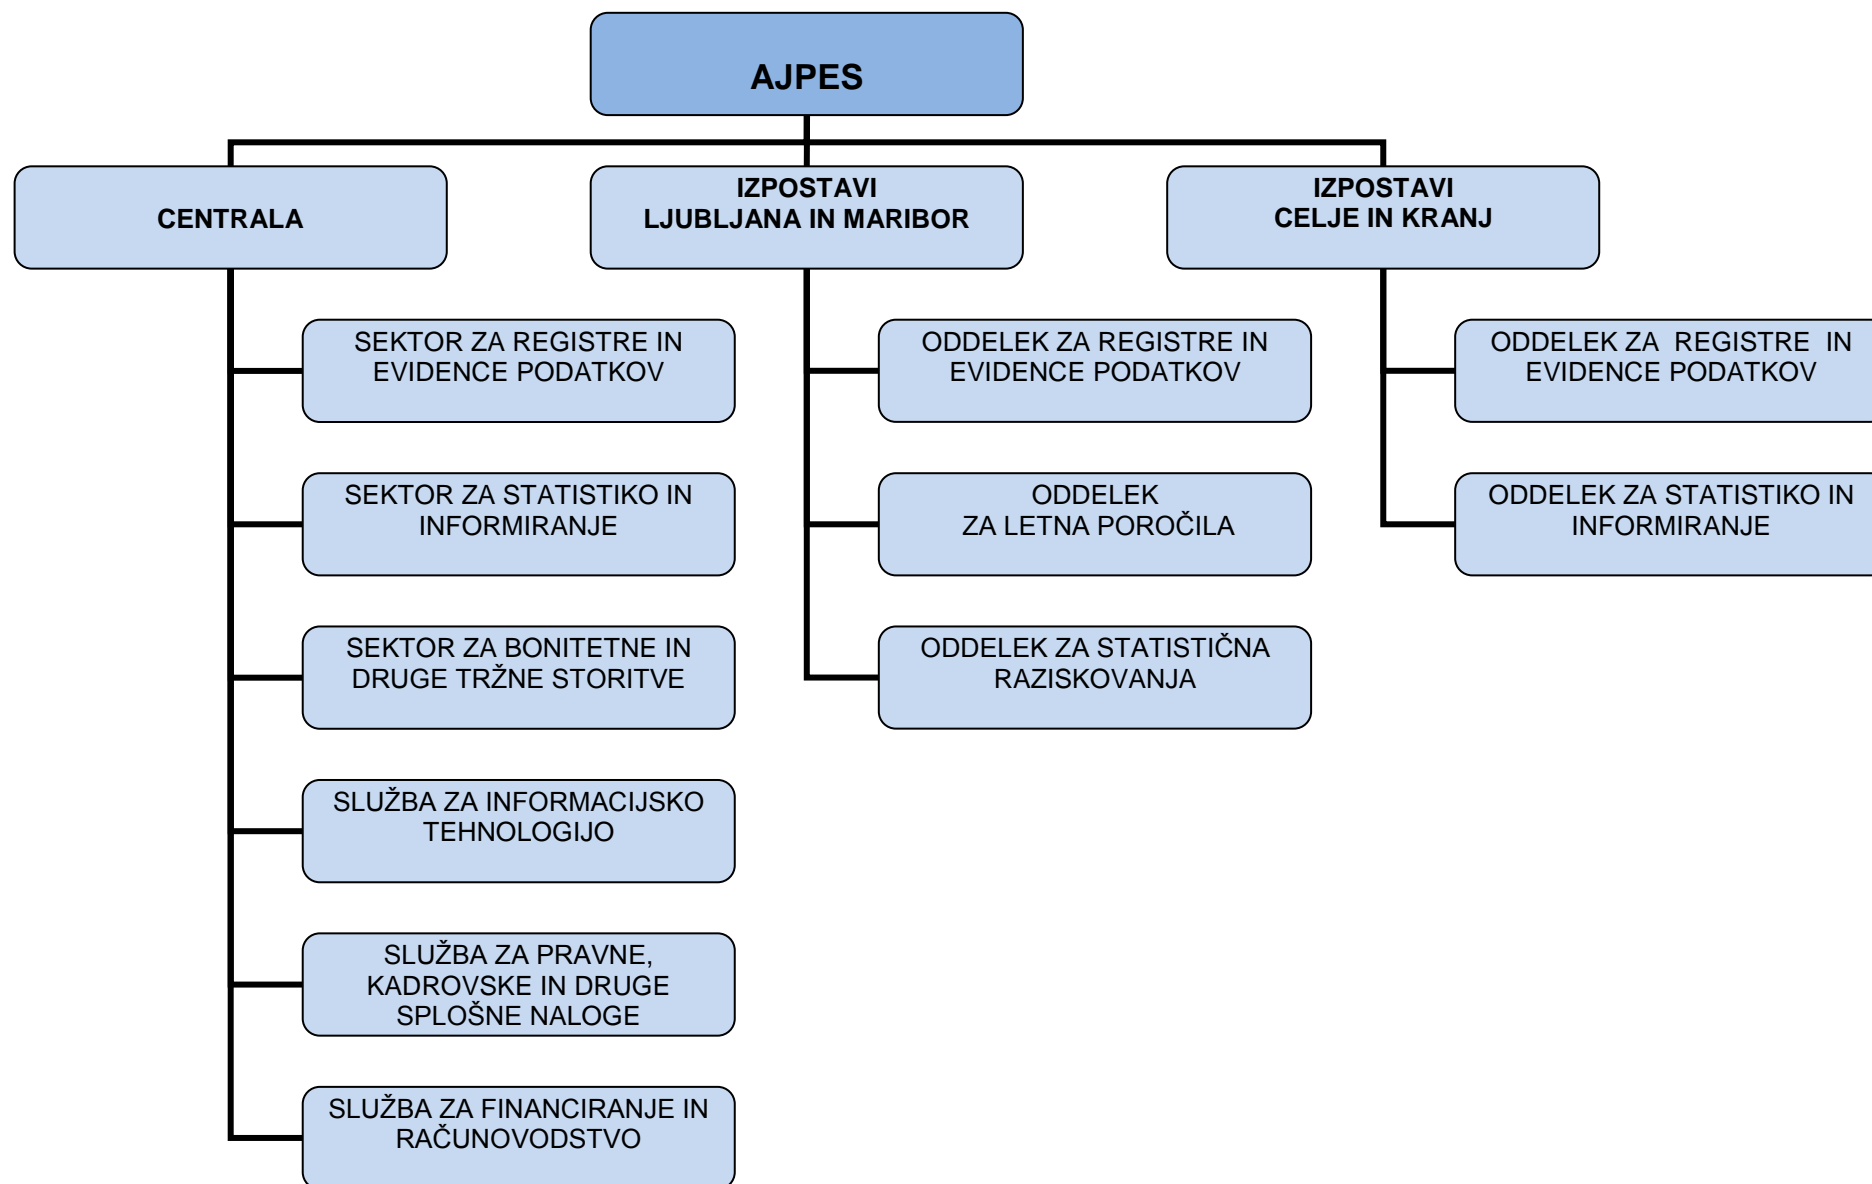 AJPES
CENTRALA
IZPOSTAVI
LJUBLJANA IN MARIBOR
IZPOSTAVI
CELJE IN KRANJ
SEKTOR ZA REGISTRE IN
EVIDENCE PODATKOV
SEKTOR ZA STATISTIKO IN
INFORMIRANJE
SEKTOR ZA BONITETNE IN
DRUGE TRŽNE STORITVE
SLUŽBA ZA INFORMACIJSKO
TEHNOLOGIJO
SLUŽBA ZA PRAVNE,
KADROVSKE IN DRUGE
SPLOŠNE NALOGE
SLUŽBA ZA FINANCIRANJE IN
RAČUNOVODSTVO
ODDELEK ZA REGISTRE IN
EVIDENCE PODATKOV
ODDELEK
ZA LETNA POROČILA
ODDELEK ZA STATISTIČNA
RAZISKOVANJA
ODDELEK ZA  REGISTRE  IN
EVIDENCE PODATKOV
ODDELEK ZA STATISTIKO IN
INFORMIRANJE